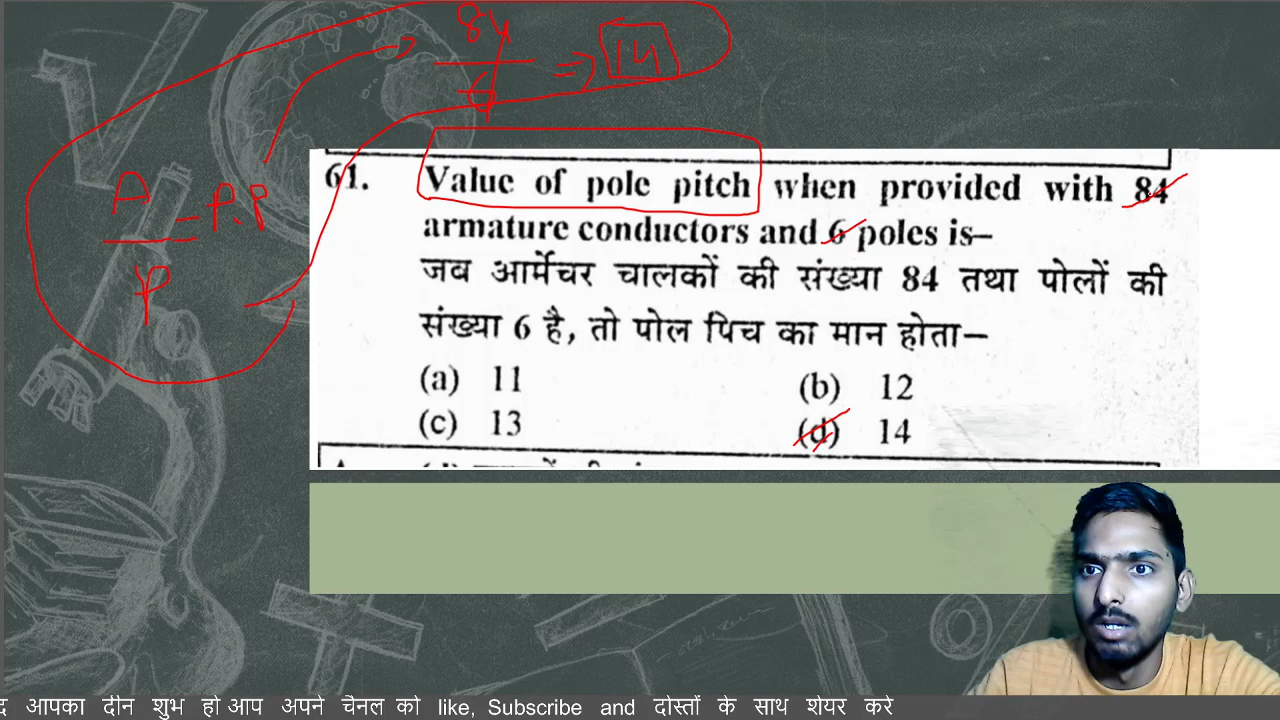 84
6
=> 14
A
P
= P.P
61. Value of pole pitch when provided with 84
armature conductors and 6 poles is–
जब आर्मेचर चालकों की संख्या 84 तथा पोलों की
संख्या 6 है, तो पोल पिच का मान होता–
(a) 11 (b) 12
(c) 13 (d) 14
आपका दीन शुभ हो आप अपने चैनल को like, Subscribe and दोस्तों के साथ शेयर करे